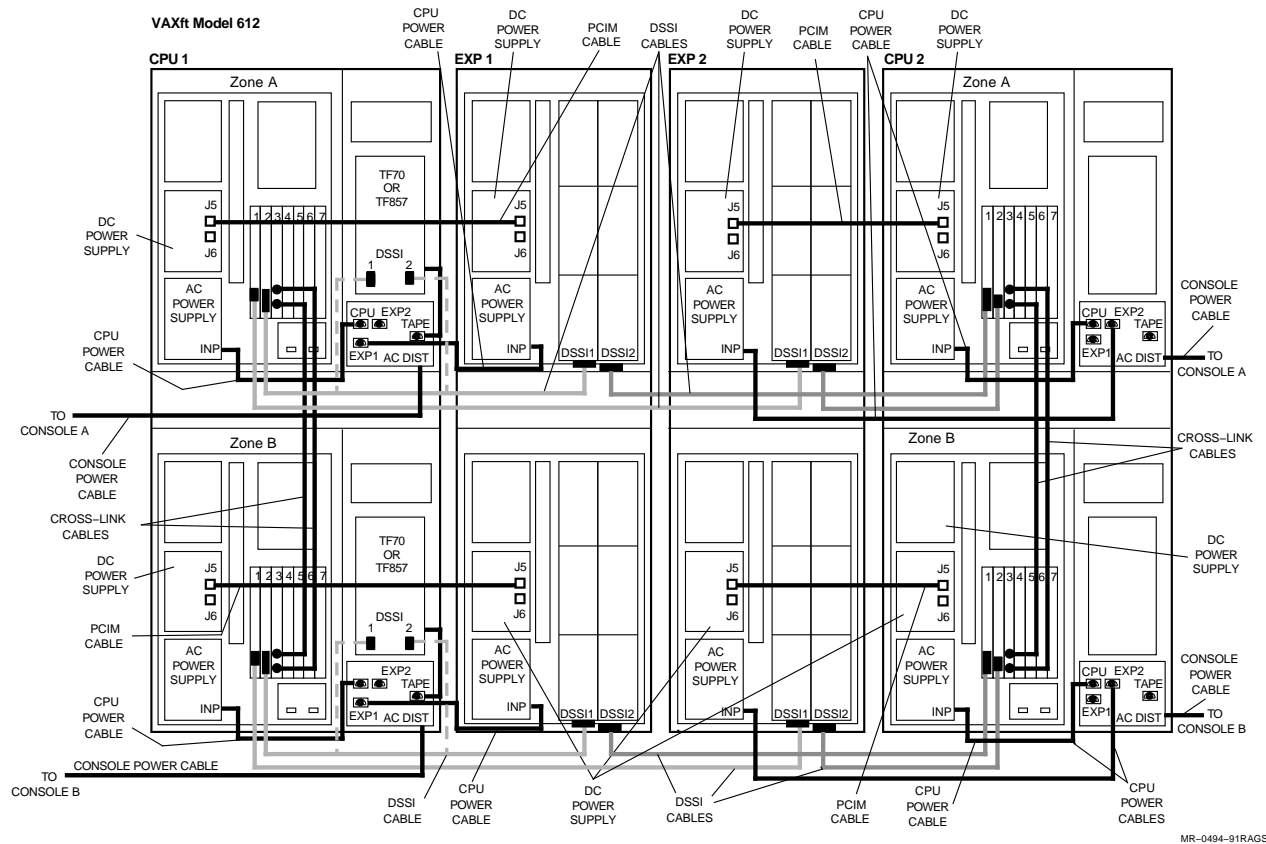 VAXft Model 612
CPU
POWER
CABLE
DC
POWER
SUPPLY
PCIM
CABLE
DSSI
CABLES
DC
POWER
SUPPLY
PCIM
CABLE
CPU
POWER
CABLE
DC
POWER
SUPPLY
CPU 1
EXP 1
EXP 2
CPU 2
Zone A
Zone A
TF70
OR
TF857
DC
POWER
SUPPLY
J5
J6
1 2 3 4 5 6 7
DSSI
1 2
J5
J6
J5
J6
J5
J6
1 2 3 4 5 6 7
AC
POWER
SUPPLY
INP
CPU EXP2
TAPE
EXP1
AC DIST
AC
POWER
SUPPLY
INP
DSSI1 DSSI2
AC
POWER
SUPPLY
INP
DSSI1 DSSI2
AC
POWER
SUPPLY
INP
CPU EXP2
TAPE
EXP1
AC DIST
CONSOLE
POWER
CABLE
TO
CONSOLE A
CPU
POWER
CABLE
TO
CONSOLE A
CONSOLE
POWER
CABLE
Zone B
Zone B
CROSS–LINK
CABLES
CROSS–LINK
CABLES
TF70
OR
TF857
DC
POWER
SUPPLY
DC
POWER
SUPPLY
J5
J6
1 2 3 4 5 6 7
DSSI
1 2
J5
J6
J5
J6
J5
J6
1 2 3 4 5 6 7
PCIM
CABLE
AC
POWER
SUPPLY
INP
CPU EXP2
TAPE
EXP1
AC DIST
AC
POWER
SUPPLY
INP
DSSI1 DSSI2
AC
POWER
SUPPLY
INP
DSSI1 DSSI2
AC
POWER
SUPPLY
INP
CPU EXP2
TAPE
EXP1
AC DIST
CONSOLE
POWER
CABLE
TO
CONSOLE B
CPU
POWER
CABLE
CONSOLE POWER CABLE
TO
CONSOLE B
DSSI
CABLE
CPU
POWER
CABLE
DC
POWER
SUPPLY
DSSI
CABLES
PCIM
CABLE
CPU
POWER
CABLE
CPU
POWER
CABLES
MR–0494–91RAGS